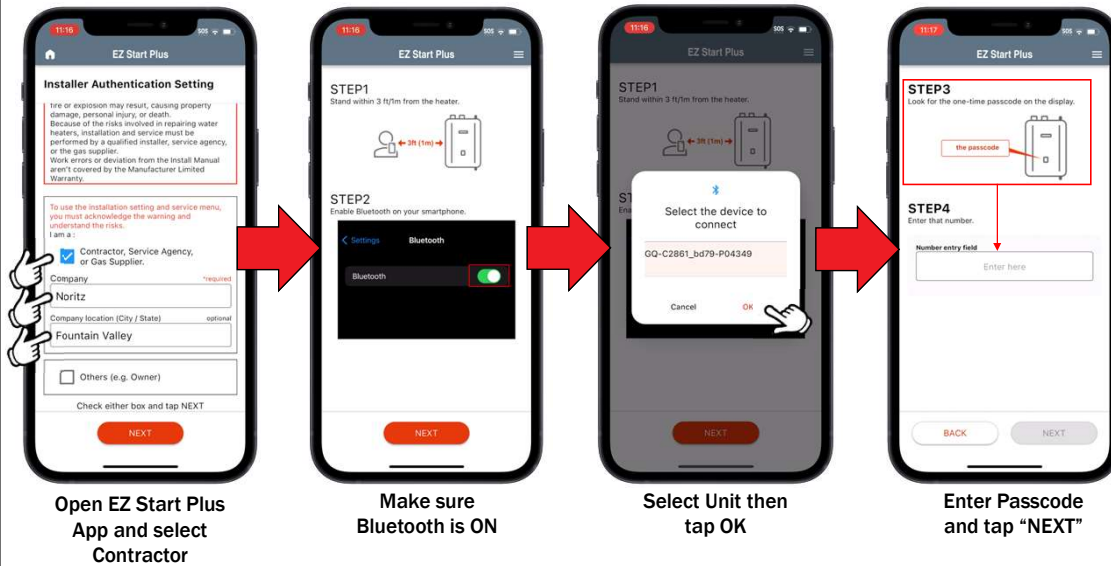 11:16
SOS
EZ Start Plus
Installer Authentication Setting
fire or explosion may result, causing property
damage, personal injury, or death.
Because of the risks involved in repairing water
heaters, installation and service must be
performed by a qualified installer, service agency,
or the gas supplier.
Work errors or deviation from the Install Manual
aren't covered by the Manufacturer Limited
Warranty.
To use the installation setting and service menu,
you must acknowledge the warning and
understand the risks.
I am a :
Contractor, Service Agency,
or Gas Supplier.
Company *required
Noritz
Company location (City / State) optional
Fountain Valley
Others (e.g. Owner)
Check either box and tap NEXT
NEXT
Open EZ Start Plus
App and select
Contractor
11:16
SOS
EZ Start Plus
STEP1
Stand within 3 ft/1m from the heater.
3ft (1m)
STEP2
Enable Bluetooth on your smartphone.
Settings Bluetooth
Bluetooth
NEXT
Make sure
Bluetooth is ON
11:16
SOS
EZ Start Plus
STEP1
Stand within 3 ft/1m from the heater.
3ft (1m)
ST
Ena
Select the device to
connect
GQ-C2861_bd79-P04349
Cancel OK
NEXT
Select Unit then
tap OK
11:17
SOS
EZ Start Plus
STEP3
Look for the one-time passcode on the display.
the passcode
STEP4
Enter that number.
Number entry field
Enter here
BACK NEXT
Enter Passcode
and tap “NEXT”